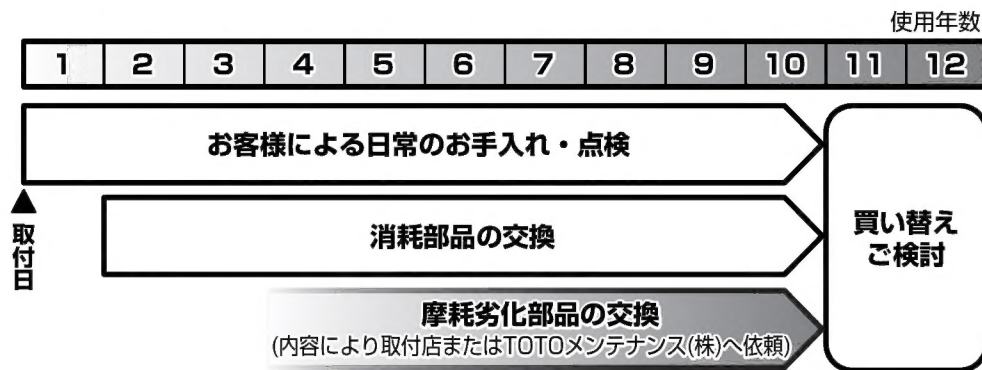 使用年数
1 2 3 4 5 6 7 8 9 10 11 12
お客様による日常のお手入れ・点検
取付日
消耗部品の交換
買い替え
ご検討
摩耗劣化部品の交換
(内容により取付店またはTOTOメンテナンス(株)へ依頼)